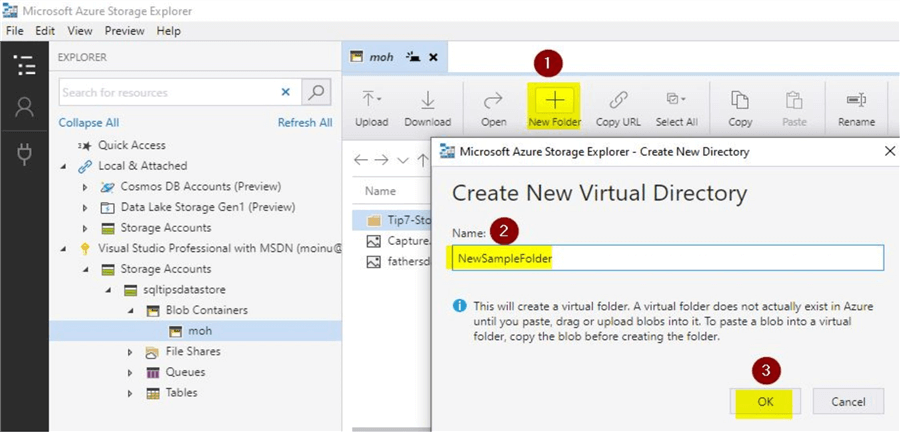 Microsoft Azure Storage Explorer
File Edit View Preview Help
EXPLORER
Search for resources
Collapse All Refresh All
Quick Access
Local & Attached
Cosmos DB Accounts (Preview)
Data Lake Storage Gen1 (Preview)
Storage Accounts
Visual Studio Professional with MSDN (moinu@
Storage Accounts
sqltipsdatastore
Blob Containers
moh
File Shares
Queues
Tables
moh
1
Upload Download Open New Folder Copy URL Select All Copy Paste Rename
Name
Tip7-Sto
Capture.
fathersd
Microsoft Azure Storage Explorer - Create New Directory
Create New Virtual Directory
Name: 2
NewSampleFolder
This will create a virtual folder. A virtual folder does not actually exist in Azure
until you paste, drag or upload blobs into it. To paste a blob into a virtual
folder, copy the blob before creating the folder.
3
OK Cancel